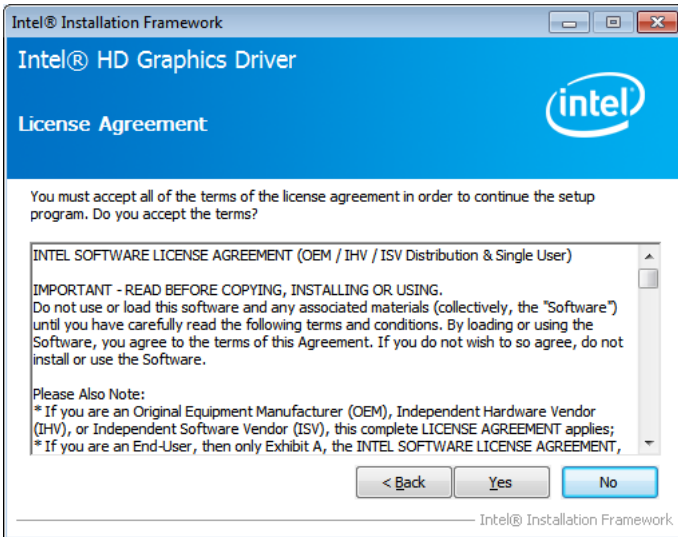 Intel® Installation Framework
Intel® HD Graphics Driver
intel
License Agreement
You must accept all of the terms of the license agreement in order to continue the setup
program. Do you accept the terms?
INTEL SOFTWARE LICENSE AGREEMENT (OEM / IHV / ISV Distribution & Single User)
IMPORTANT - READ BEFORE COPYING, INSTALLING OR USING.
Do not use or load this software and any associated materials (collectively, the "Software")
until you have carefully read the following terms and conditions. By loading or using the
Software, you agree to the terms of this Agreement. If you do not wish to so agree, do not
install or use the Software.
Please Also Note:
* If you are an Original Equipment Manufacturer (OEM), Independent Hardware Vendor
(IHV), or Independent Software Vendor (ISV), this complete LICENSE AGREEMENT applies;
* If you are an End-User, then only Exhibit A, the INTEL SOFTWARE LICENSE AGREEMENT,
< Back Yes No
Intel® Installation Framework